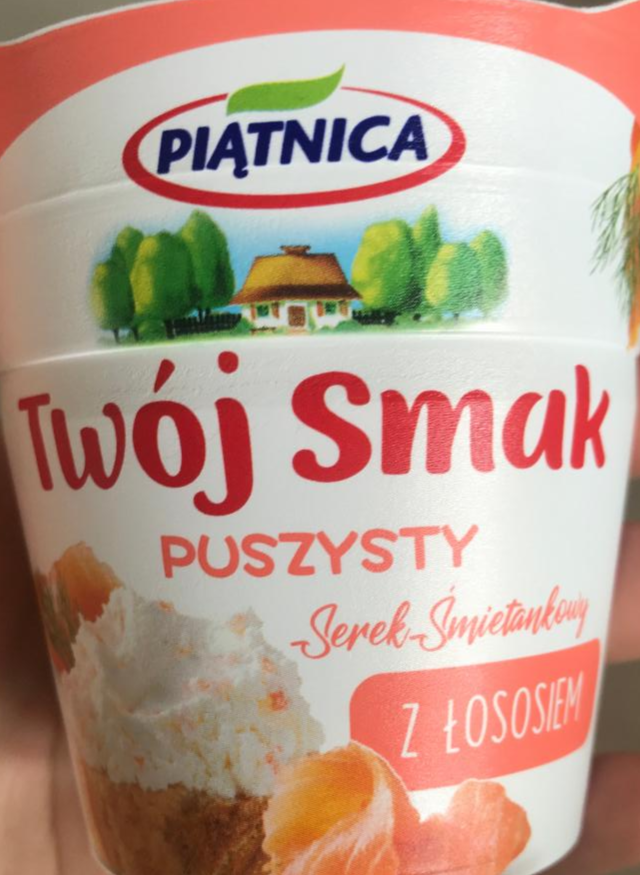 PIĄTNICA
Twój Smak
PUSZYSTY
Serek Śmietankowy
Z ŁOSOSIEM